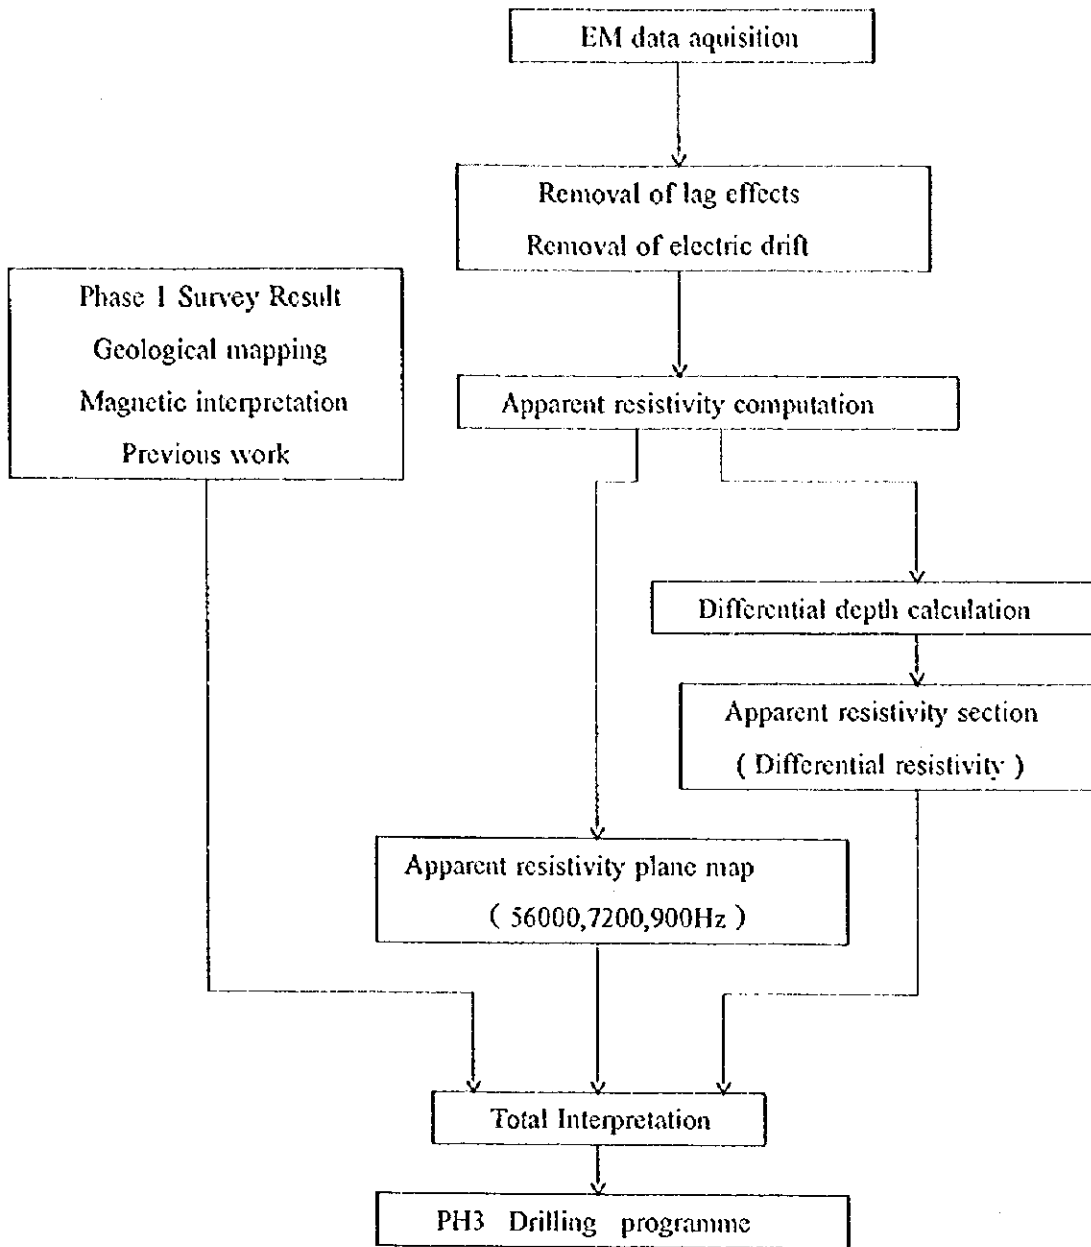 EM data aquisition
Removal of lag effects
Removal of electric drift
Phase 1 Survey Result
Geological mapping
Magnetic interpretation
Previous work
Apparent resistivity computation
Differential depth calculation
Apparent resistivity section
( Differential resistivity )
Apparent resistivity plane map
( 56000,7200,900Hz )
Total Interpretation
PH3 Drilling programme